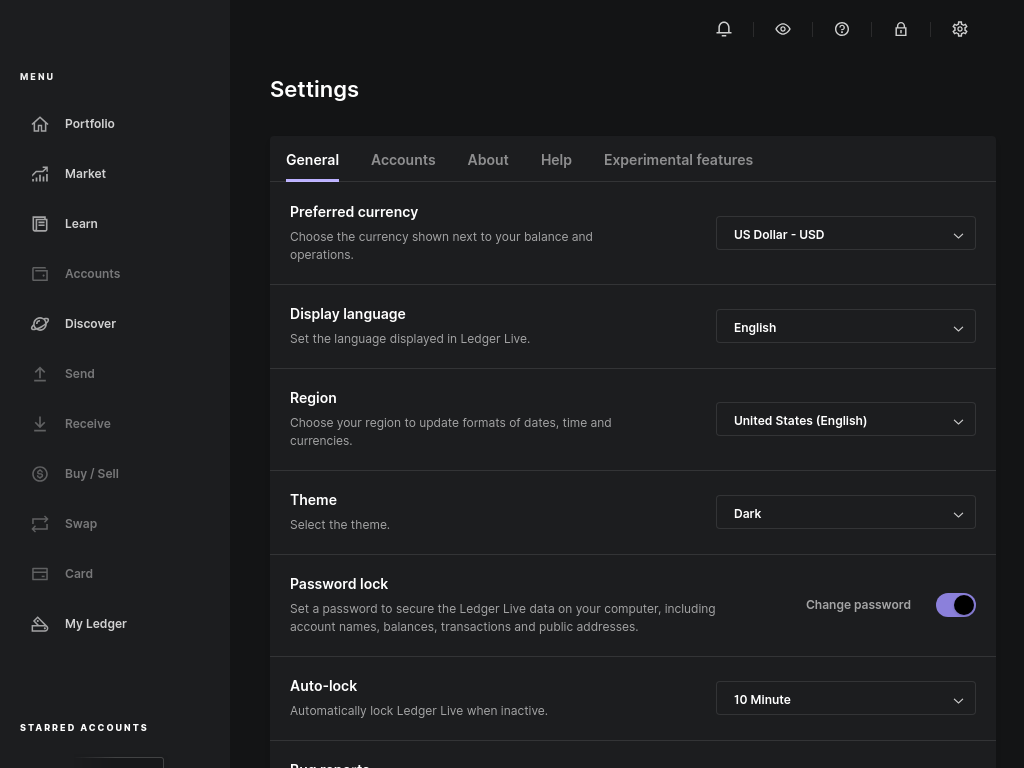 MENU
Portfolio
Market
Learn
Accounts
Discover
Send
Receive
Buy / Sell
Swap
Card
My Ledger
STARRED ACCOUNTS
Settings
General
Accounts
About
Help
Experimental features
Preferred currency
Choose the currency shown next to your balance and
operations.
US Dollar - USD
Display language
Set the language displayed in Ledger Live.
English
Region
Choose your region to update formats of dates, time and
currencies.
United States (English)
Theme
Select the theme.
Dark
Password lock
Set a password to secure the Ledger Live data on your computer, including
account names, balances, transactions and public addresses.
Change password
Auto-lock
Automatically lock Ledger Live when inactive.
10 Minute
Bug reports